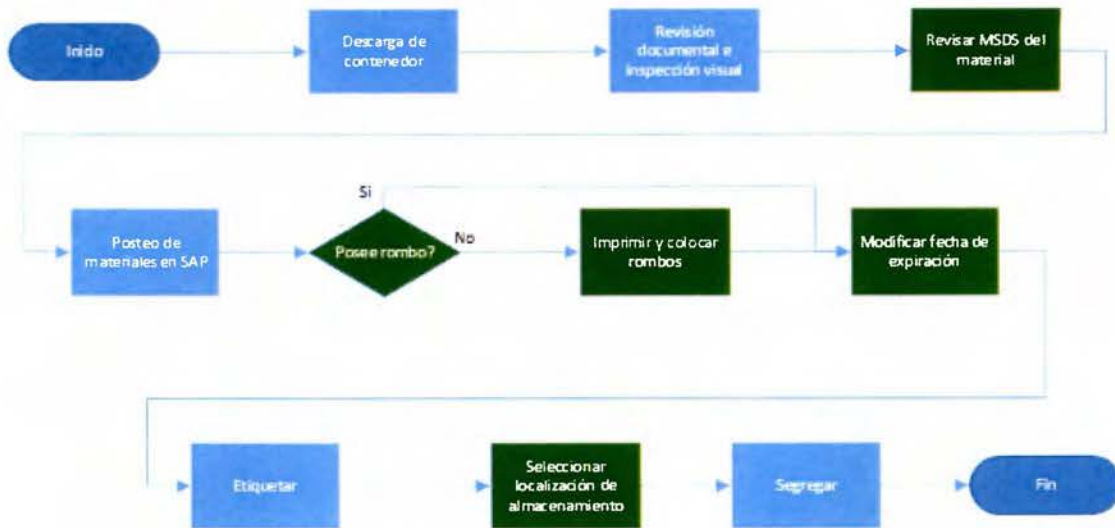 Inicio
Descarga de
contenedor
Revisión
documental e
inspección visual
Revisar MSDS del
material
Posteo de
materiales en SAP
Si
Posee rombo?
No
Imprimir y colocar
rombos
Modificar fecha de
expiración
Etiquetar
Seleccionar
localización de
almacenamiento
Segregar
Fin